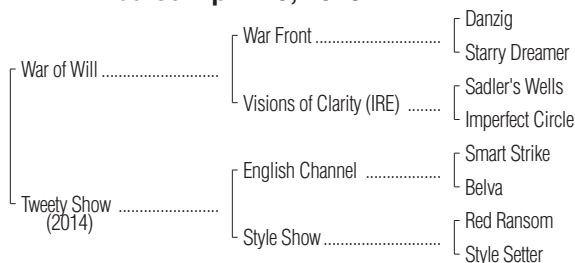 War Front ........ Danzig
Starry Dreamer
War of Will ........
Visions of Clarity (IRE) ........ Sadler's Wells
Imperfect Circle
English Channel ........ Smart Strike
Belva
Tweety Show ........
(2014)
Style Show ........ Red Ransom
Style Setter